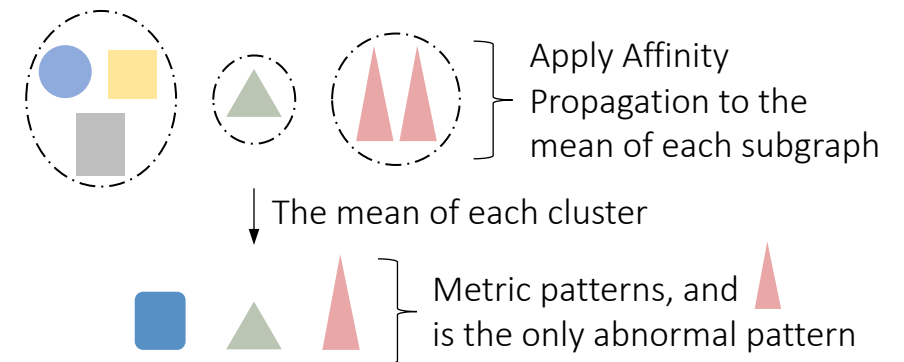 Apply Affinity
Propagation to the
mean of each subgraph
The mean of each cluster
Metric patterns, and
is the only abnormal pattern